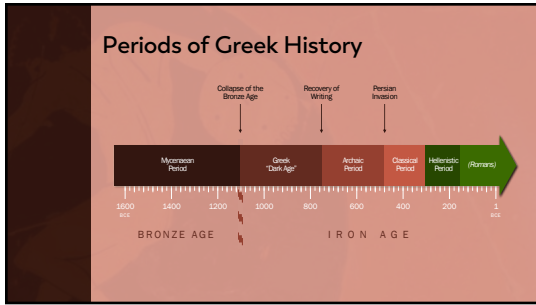 Periods of Greek History
Collapse of the
Bronze Age
Recovery of
Writing
Persian
Invasion
Mycenaean
Period
Greek
"Dark Age"
Archaic
Period
Classical
Period
Hellenistic
Period
(Romans)
1600 1400 1200 1000 800 600 400 200 1
BCE BCE
BRONZE AGE IRON AGE